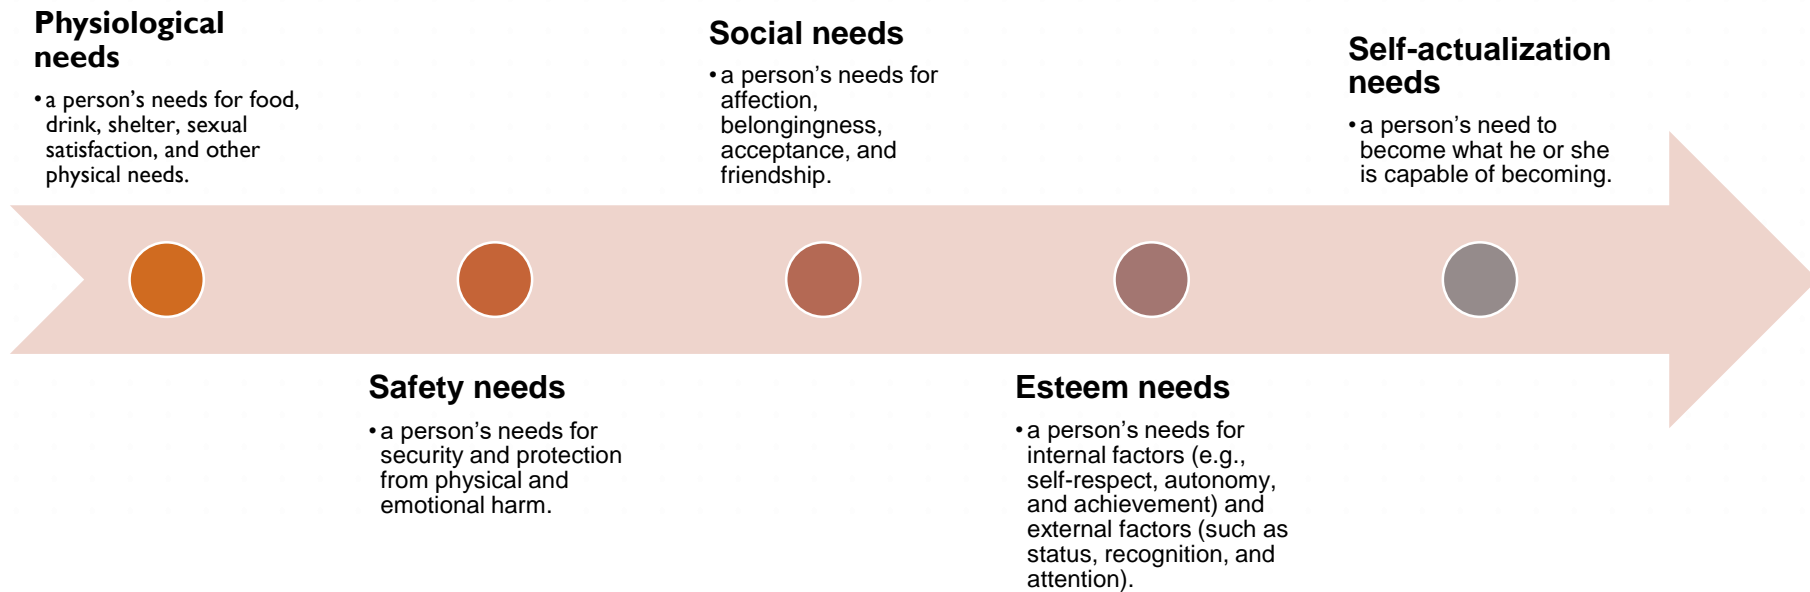 Physiological
needs
• a person’s needs for food,
drink, shelter, sexual
satisfaction, and other
physical needs.
Safety needs
• a person’s needs for
security and protection
from physical and
emotional harm.
Social needs
• a person’s needs for
affection,
belongingness,
acceptance, and
friendship.
Esteem needs
• a person’s needs for
internal factors (e.g.,
self-respect, autonomy,
and achievement) and
external factors (such as
status, recognition, and
attention).
Self-actualization
needs
• a person’s need to
become what he or she
is capable of becoming.